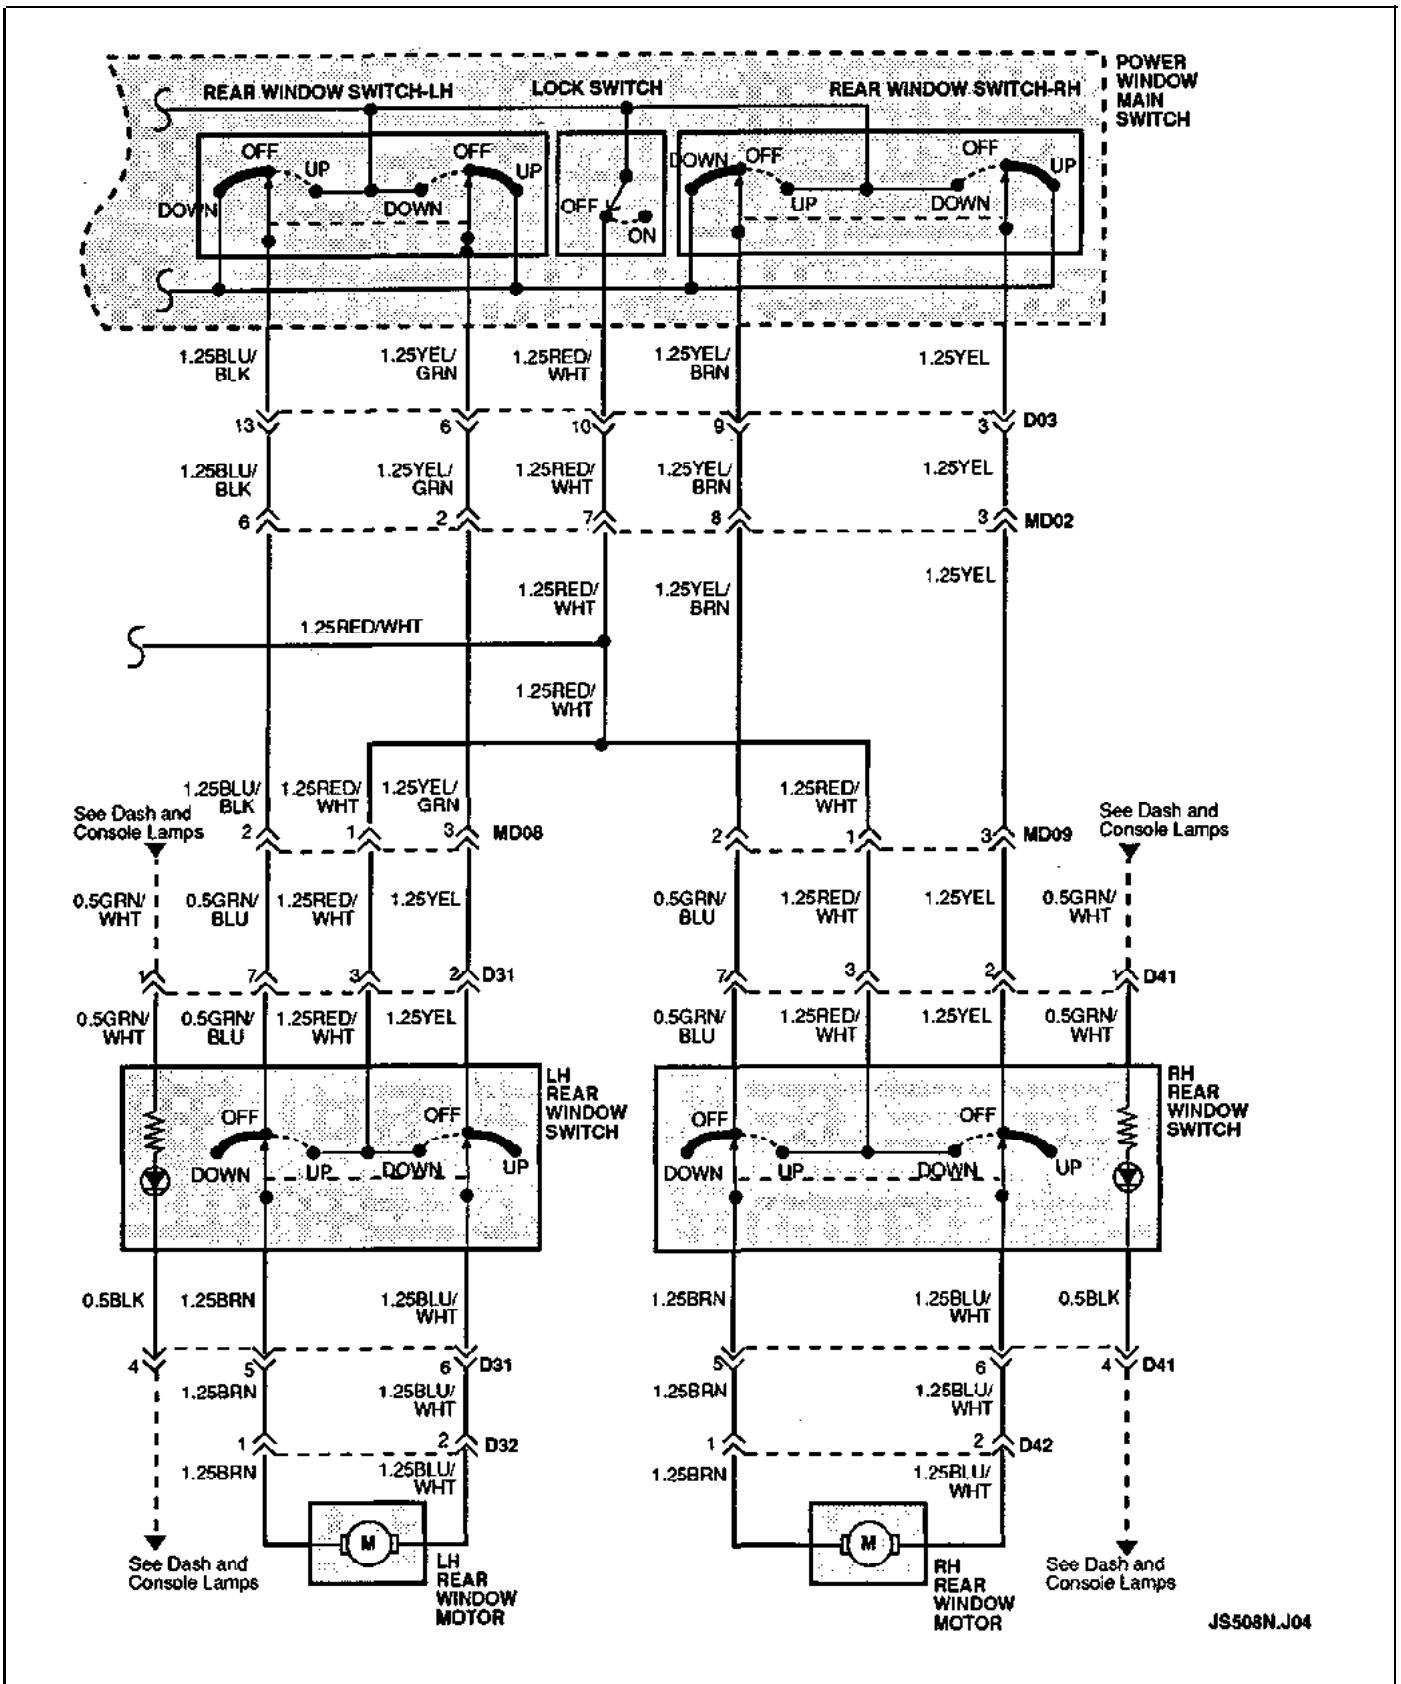 POWER
WINDOW
MAIN
SWITCH
REAR WINDOW SWITCH-LH
LOCK SWITCH
REAR WINDOW SWITCH-RH
OFF
UP
OFF
UP
DOWN
DOWN
OFF
ON
DOWN
OFF
UP
OFF
UP
DOWN
1.25BLU/
BLK
1.25YEL/
GRN
1.25RED/
WHT
1.25YEL/
BRN
1.25YEL
13
6
10
9
3
D03
1.25BLU/
BLK
1.25YEL/
GRN
1.25RED/
WHT
1.25YEL/
BRN
1.25YEL
6
2
7
8
3
MD02
1.25RED/
WHT
1.25YEL/
BRN
1.25YEL
1.25RED/WHT
1.25RED/
WHT
1.25BLU/
BLK
1.25RED/
WHT
1.25YEL/
GRN
1.25RED/
WHT
See Dash and
Console Lamps
2
1
3
MD08
2
1
3
MD09
See Dash and
Console Lamps
0.5GRN/
WHT
0.5GRN/
BLU
1.25RED/
WHT
1.25YEL
0.5GRN/
BLU
1.25RED/
WHT
1.25YEL
0.5GRN/
WHT
1
7
3
2
D31
7
3
2
1
D41
0.5GRN/
WHT
0.5GRN/
BLU
1.25RED/
WHT
1.25YEL
0.5GRN/
BLU
1.25RED/
WHT
1.25YEL
0.5GRN/
WHT
LH
REAR
WINDOW
SWITCH
RH
REAR
WINDOW
SWITCH
OFF
OFF
DOWN
UP
DOWN
UP
OFF
OFF
DOWN
UP
DOWN
UP
0.5BLK
1.25BRN
1.25BLU/
WHT
1.25BRN
1.25BLU/
WHT
0.5BLK
4
5
6
D31
5
6
4
D41
1.25BRN
1.25BLU/
WHT
1.25BRN
1.25BLU/
WHT
1
2
D32
1
2
D42
1.25BRN
1.25BLU/
WHT
1.25BRN
1.25BLU/
WHT
M
M
See Dash and
Console Lamps
LH
REAR
WINDOW
MOTOR
RH
REAR
WINDOW
MOTOR
See Dash and
Console Lamps
JS508N.J04